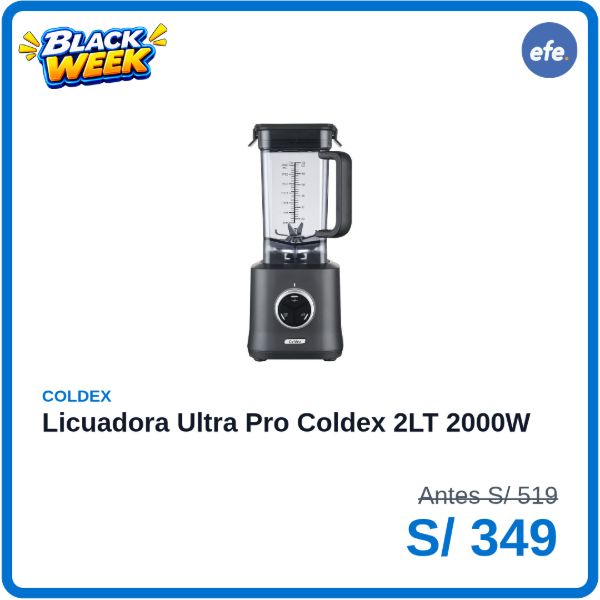 BLACK
WEEK
efe.
COLDEX
Licuadora Ultra Pro Coldex 2LT 2000W
Antes S/ 519
S/ 349